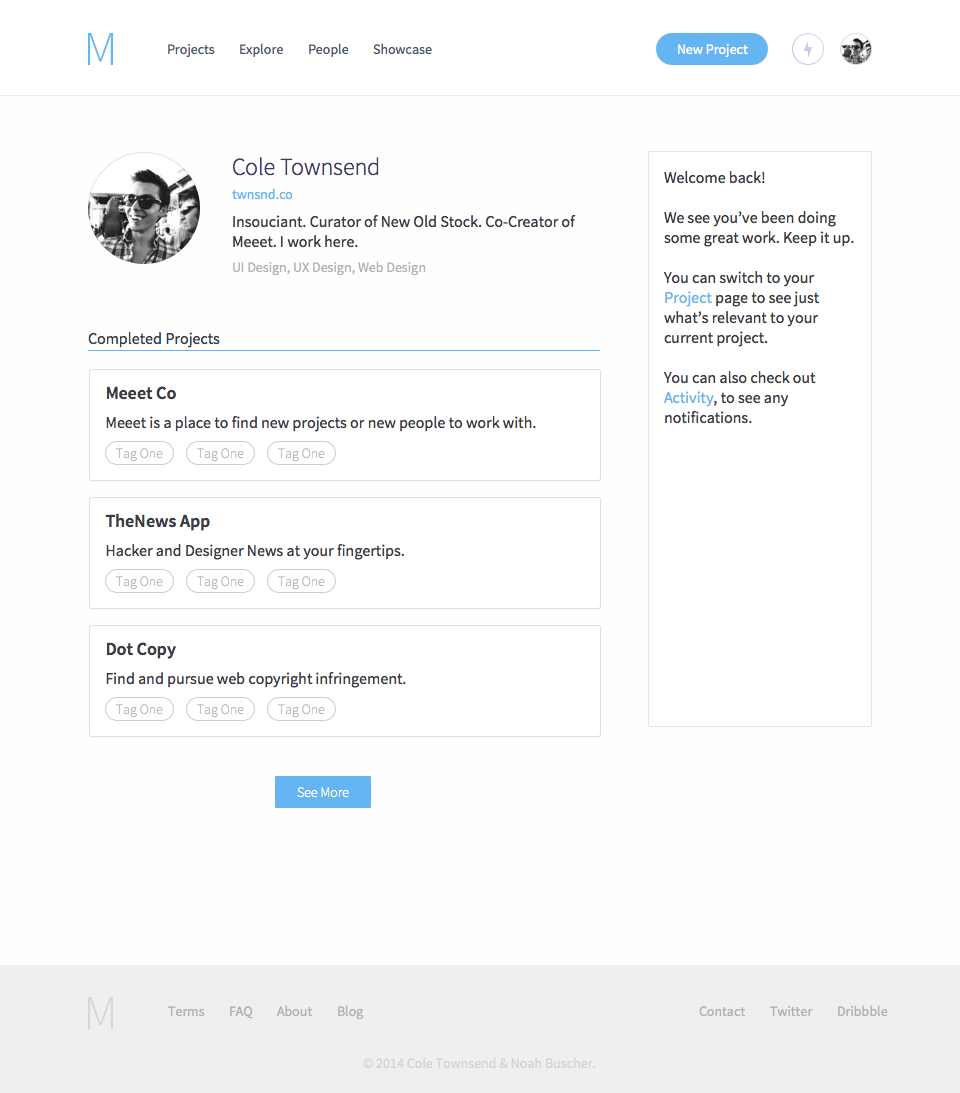 M
Projects Explore People Showcase
New Project
Cole Townsend
twnsnd.co
Insouciant. Curator of New Old Stock. Co-Creator of
Meeet. I work here.
UI Design, UX Design, Web Design
Completed Projects
Meeet Co
Meeet is a place to find new projects or new people to work with.
Tag One Tag One Tag One
TheNews App
Hacker and Designer News at your fingertips.
Tag One Tag One Tag One
Dot Copy
Find and pursue web copyright infringement.
Tag One Tag One Tag One
See More
Welcome back!
We see you’ve been doing
some great work. Keep it up.
You can switch to your
Project page to see just
what’s relevant to your
current project.
You can also check out
Activity, to see any
notifications.
M
Terms FAQ About Blog
Contact Twitter Dribbble
© 2014 Cole Townsend & Noah Buscher.